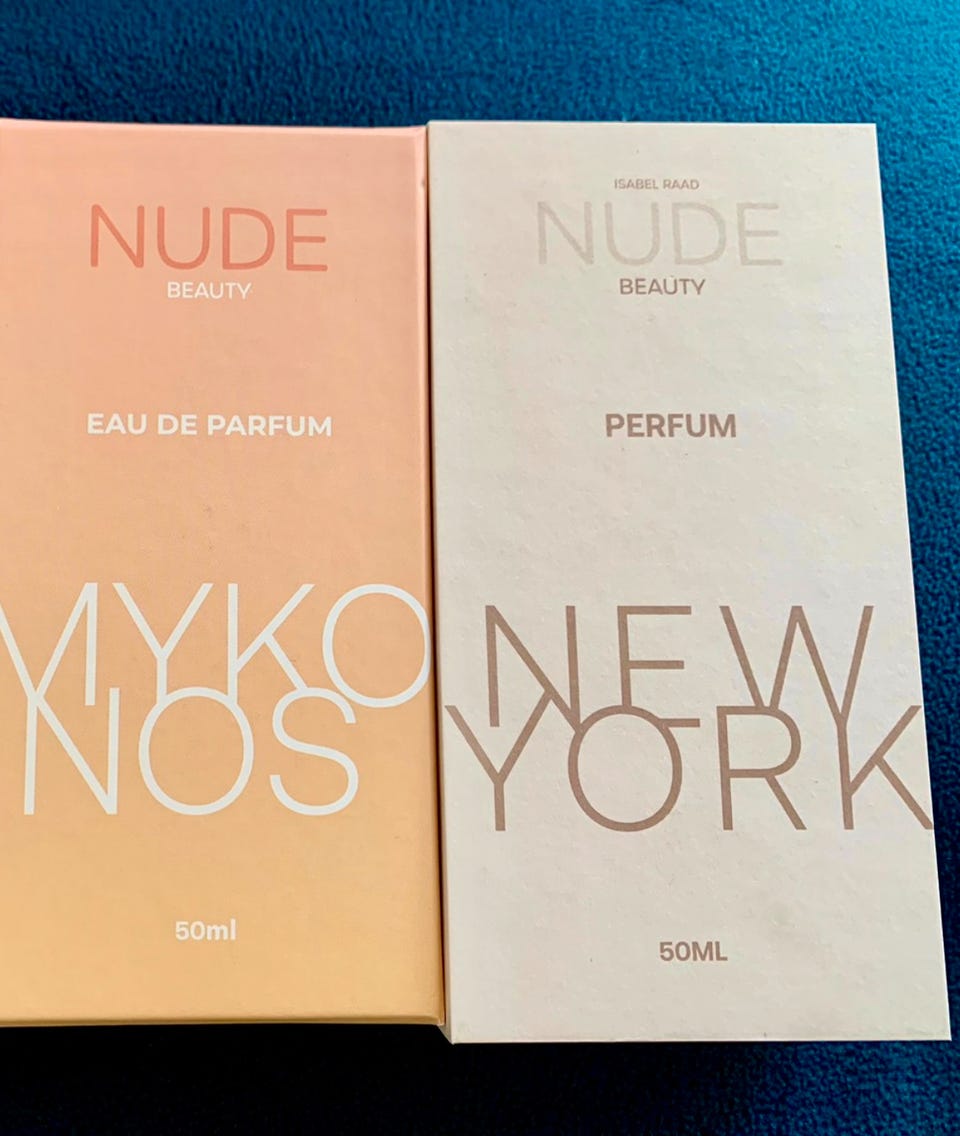 NUDE
BEAUTY
EAU DE PARFUM
MYKO
NOS
50ml
ISABEL RAAD
NUDE
BEAUTY
PERFUM
NEW
YORK
50ML